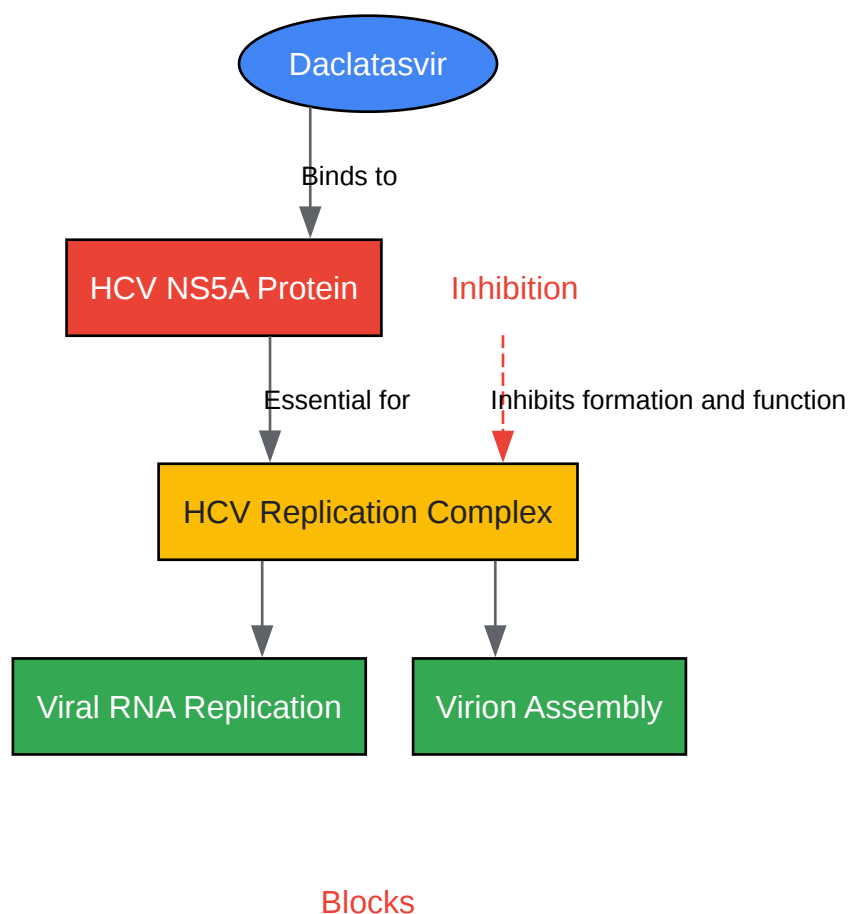 Daclatasvir
Binds to
HCV NS5A Protein
Inhibition
Essential for
Inhibits formation and function
HCV Replication Complex
Viral RNA Replication
Virion Assembly
Blocks